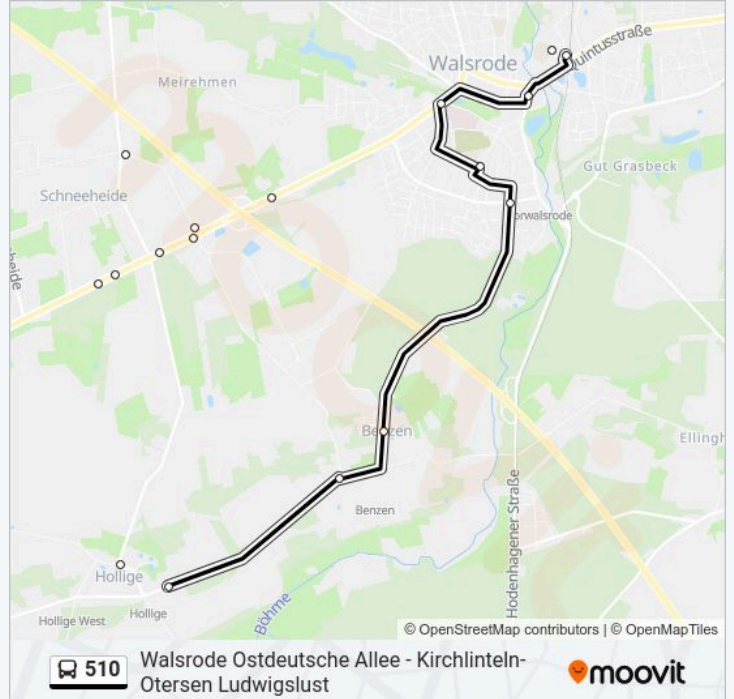 Quintusstraße
Walsrode
Meirehmen
Gut Grasbeck
Schneeheide
orwalsrode
heide
Benzen
Ellingh
Benzen
Hodenhagener Straße
Hollige
Böhme
Hollige
Hollige West
© OpenStreetMap contributors | © OpenMapTiles
510
Walsrode Ostdeutsche Allee - Kirchlinteln-
Otersen Ludwigslust
moovit